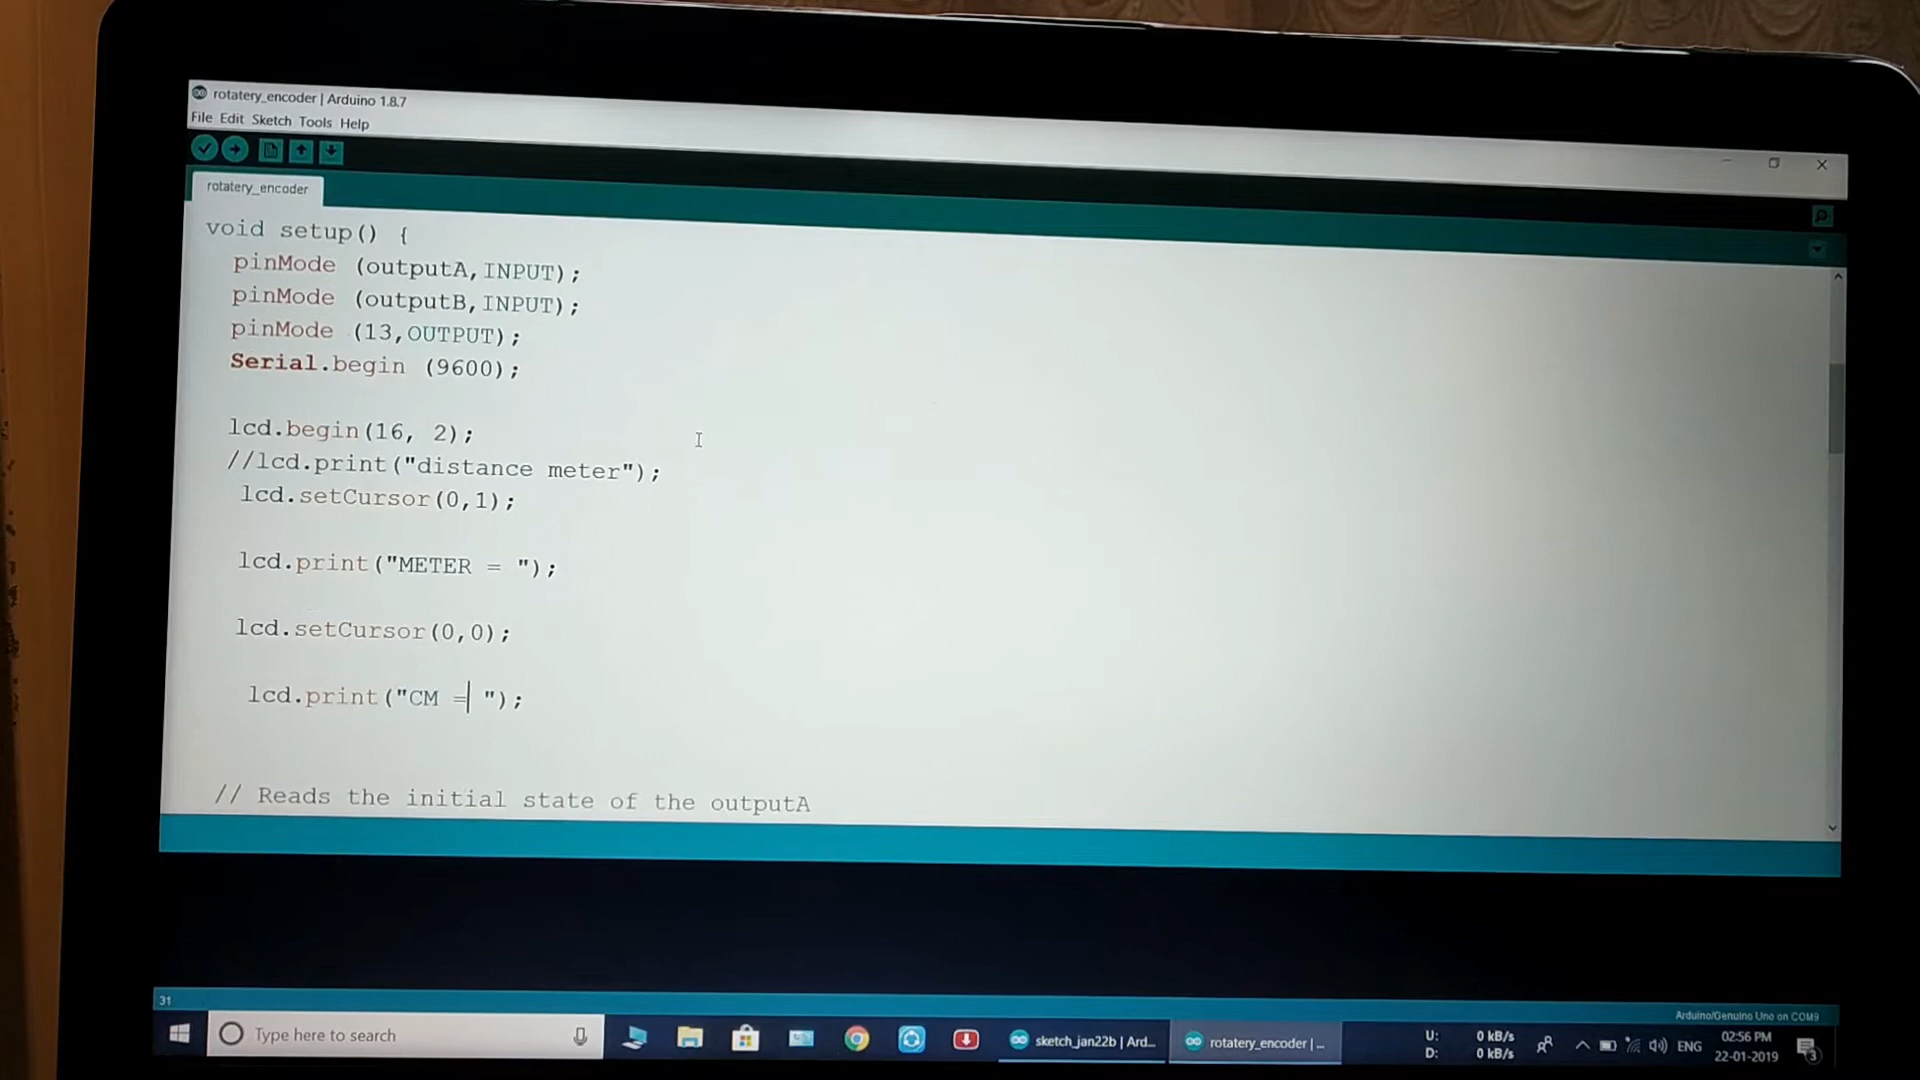 rotatery_encoder | Arduino 1.8.7
File Edit Sketch Tools Help
rotatery_encoder
void setup() {
pinMode (outputA,INPUT);
pinMode (outputB,INPUT);
pinMode (13,OUTPUT);
Serial.begin (9600);
lcd.begin(16, 2);
//lcd.print("distance meter");
lcd.setCursor(0,1);
lcd.print("METER = ");
lcd.setCursor(0,0);
lcd.print("CM = ");
// Reads the initial state of the outputA
31
Arduino/Genuino Uno on COM9
Type here to search
sketch_jan22b | Ard...
rotatery_encoder | ...
U: 0 kB/s
D: 0 kB/s
ENG
02:56 PM
22-01-2019
3